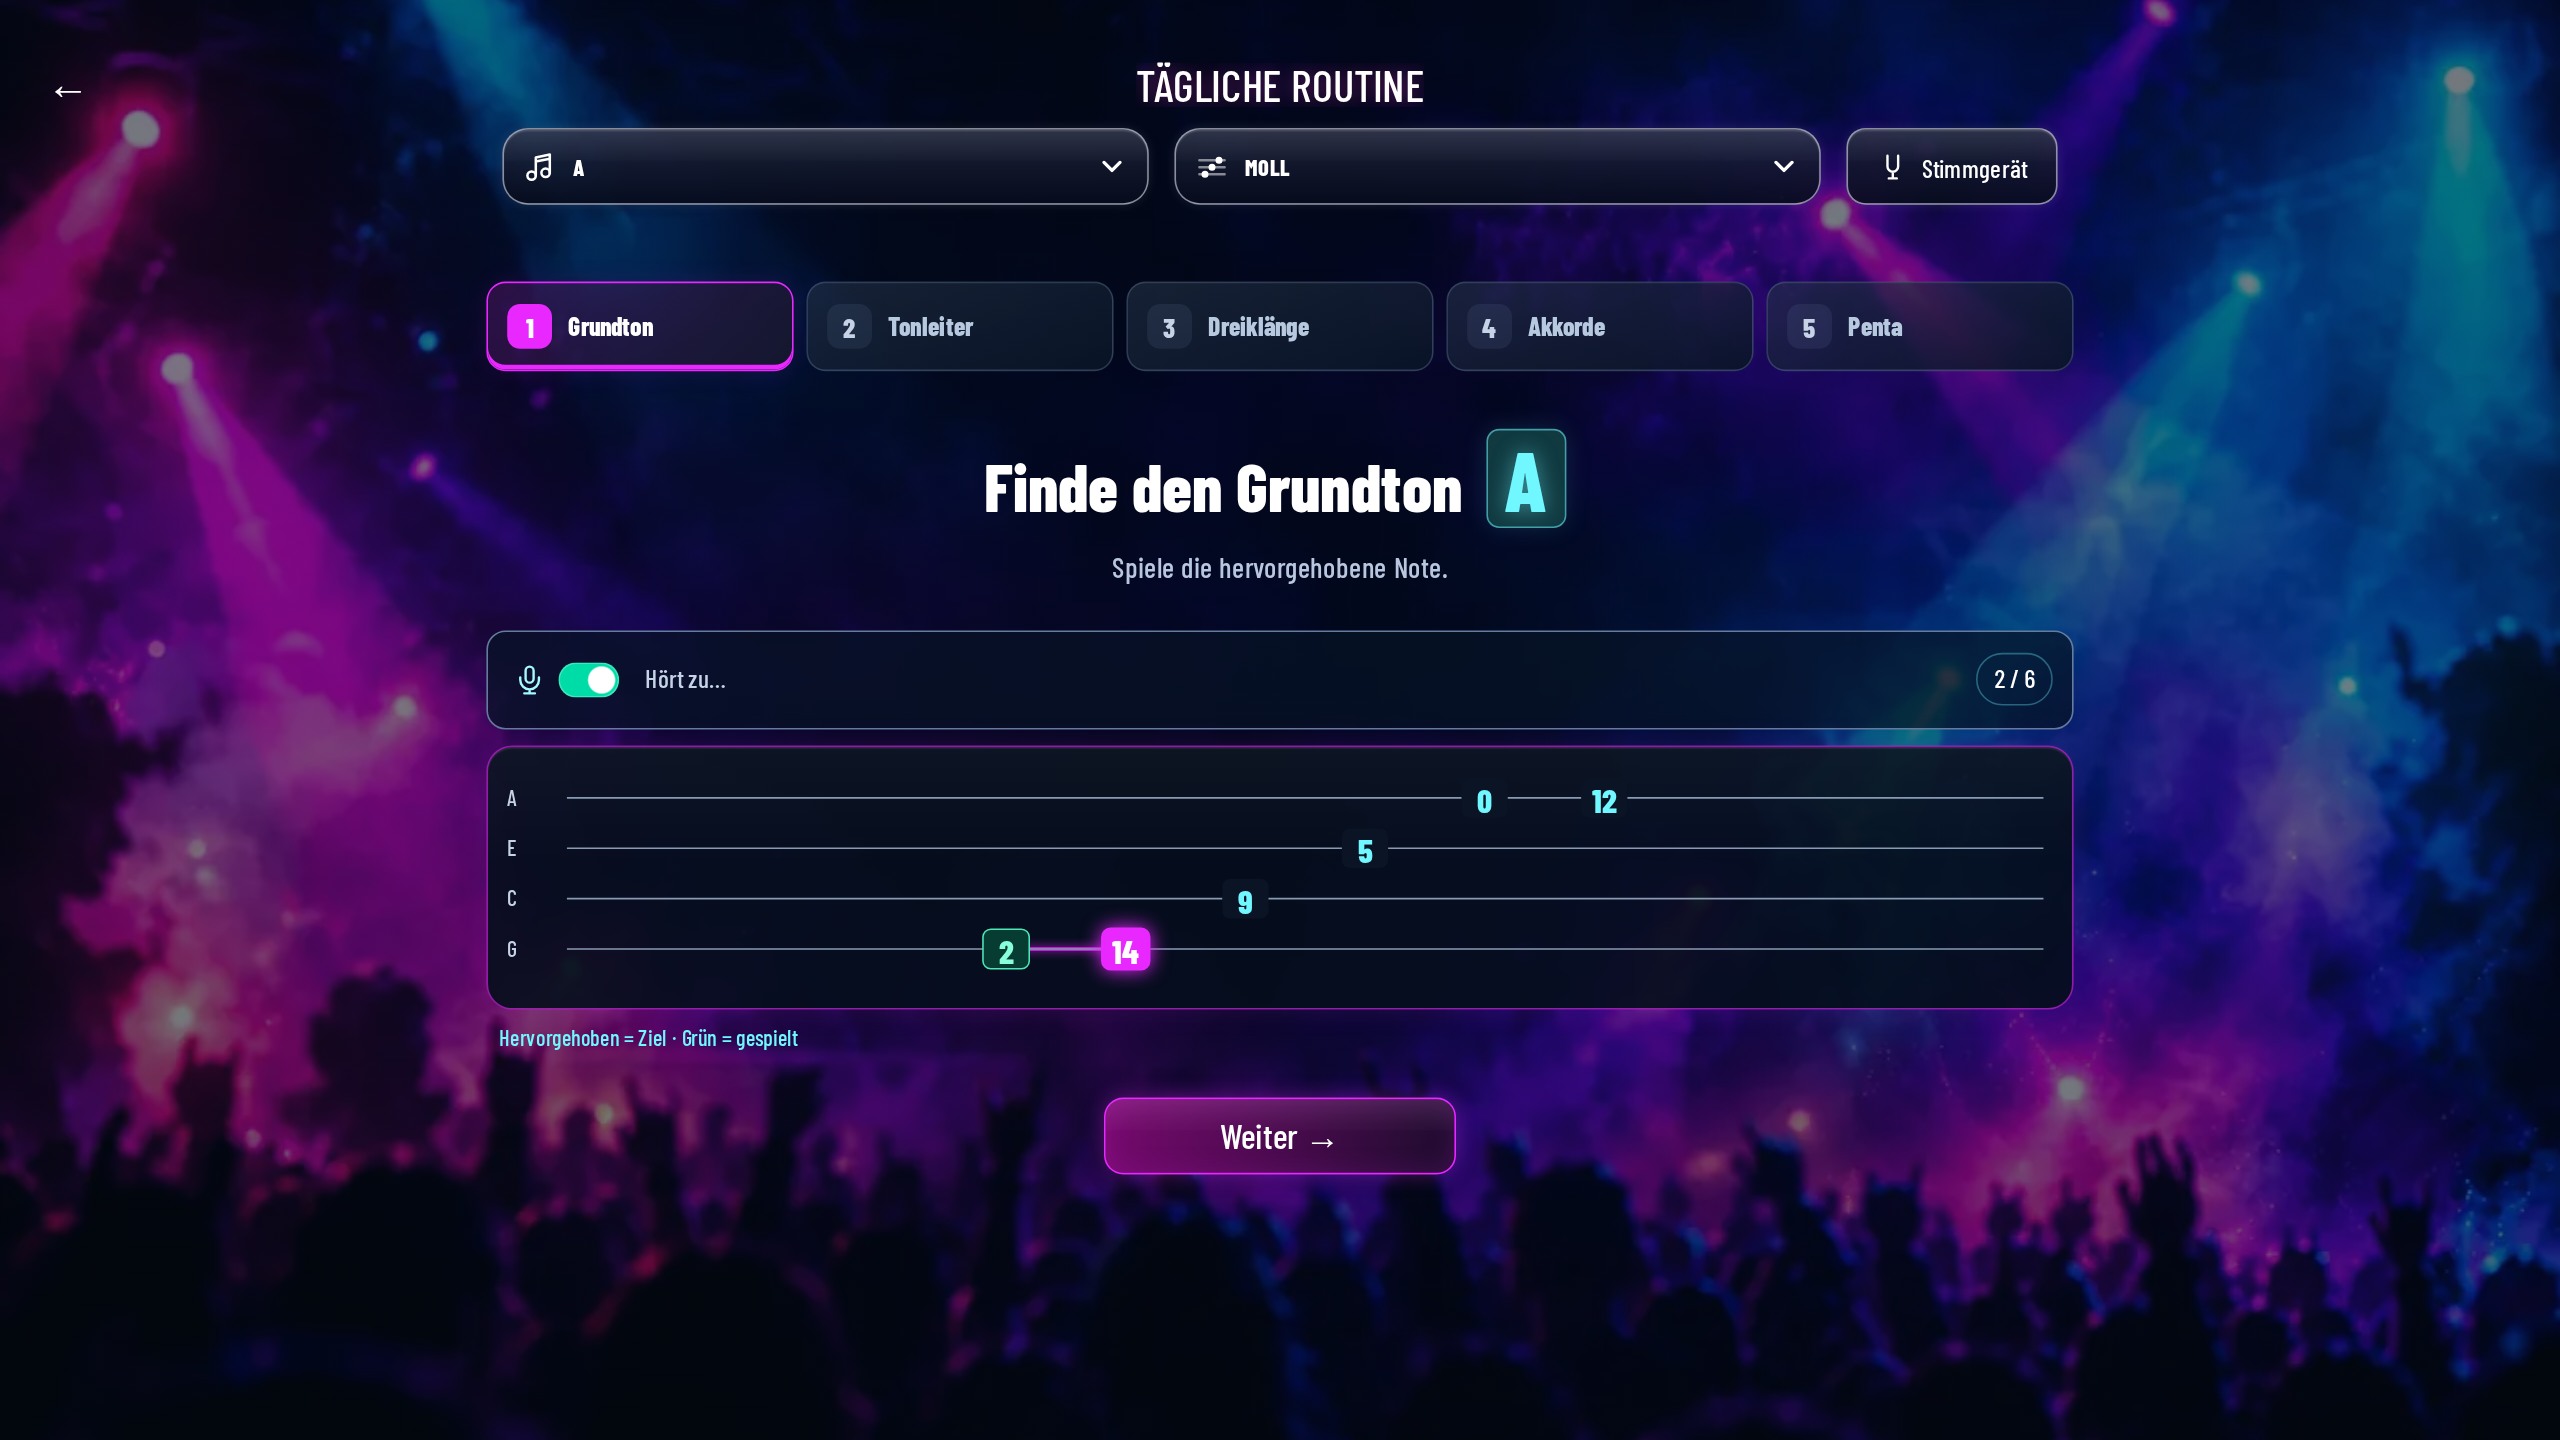 ←
TÄGLICHE ROUTINE
A
MOLL
Stimmgerät
1 Grundton
2 Tonleiter
3 Dreiklänge
4 Akkorde
5 Penta
Finde den Grundton A
Spiele die hervorgehobene Note.
Hört zu...
2 / 6
A 0 12
E 5
C 9
G 2 14
Hervorgehoben = Ziel · Grün = gespielt
Weiter →